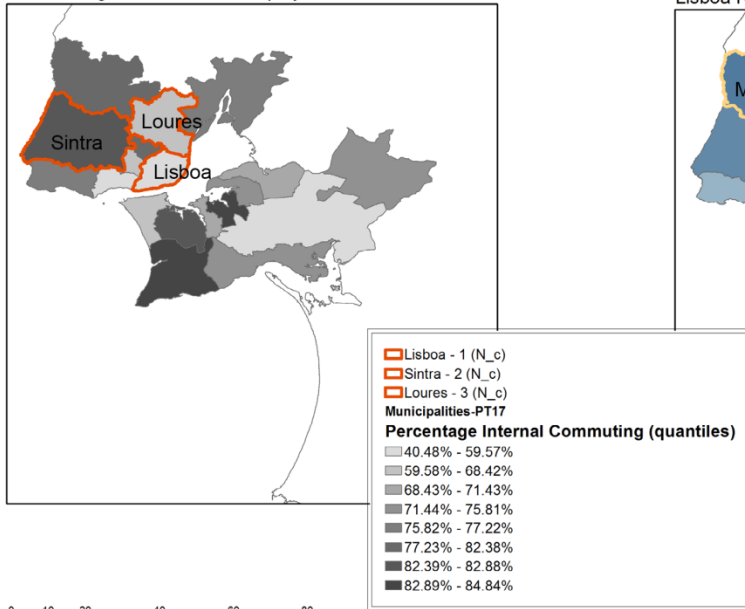 Sintra
Loures
Lisboa
M
Lisboa - 1 (N_c)
Sintra - 2 (N_c)
Loures - 3 (N_c)
Municipalities-PT17
Percentage Internal Commuting (quantiles)
40.48% - 59.57%
59.58% - 68.42%
68.43% - 71.43%
71.44% - 75.81%
75.82% - 77.22%
77.23% - 82.38%
82.39% - 82.88%
82.89% - 84.84%